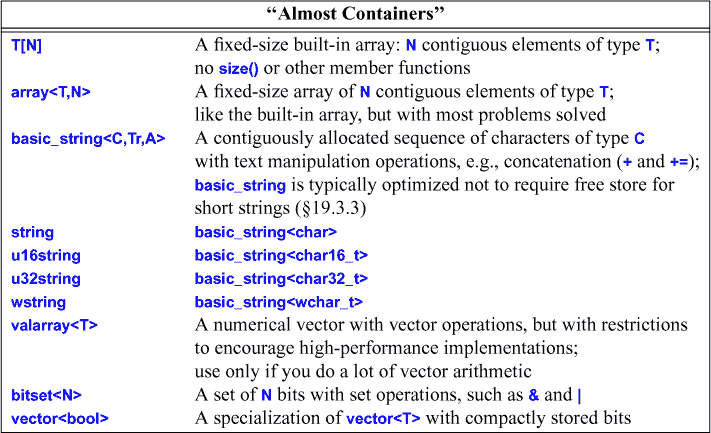 “Almost Containers”
T[N] A fixed-size built-in array: N contiguous elements of type T;
no size() or other member functions
array<T,N> A fixed-size array of N contiguous elements of type T;
like the built-in array, but with most problems solved
basic_string<C,Tr,A> A contiguously allocated sequence of characters of type C
with text manipulation operations, e.g., concatenation (+ and +=);
basic_string is typically optimized not to require free store for
short strings (§19.3.3)
string basic_string<char>
u16string basic_string<char16_t>
u32string basic_string<char32_t>
wstring basic_string<wchar_t>
valarray<T> A numerical vector with vector operations, but with restrictions
to encourage high-performance implementations;
use only if you do a lot of vector arithmetic
bitset<N> A set of N bits with set operations, such as & and |
vector<bool> A specialization of vector<T> with compactly stored bits